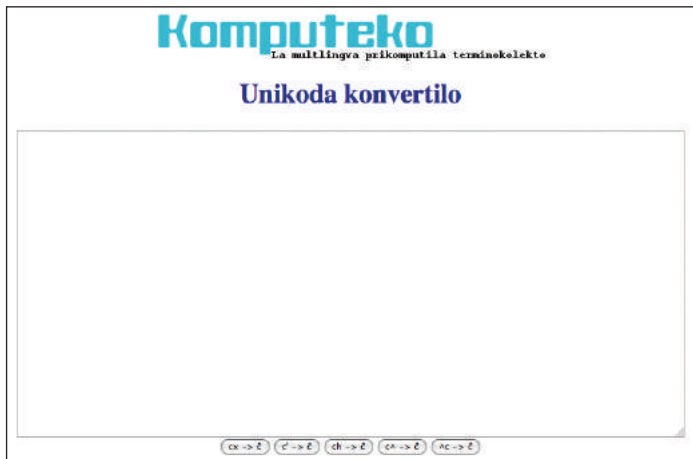 Komputeko
La multlingva prikomputila terminokolekto
Unikoda konvertilo
cx -> ĉ c' -> ĉ ch -> ĉ c^ -> ĉ ^c -> ĉ